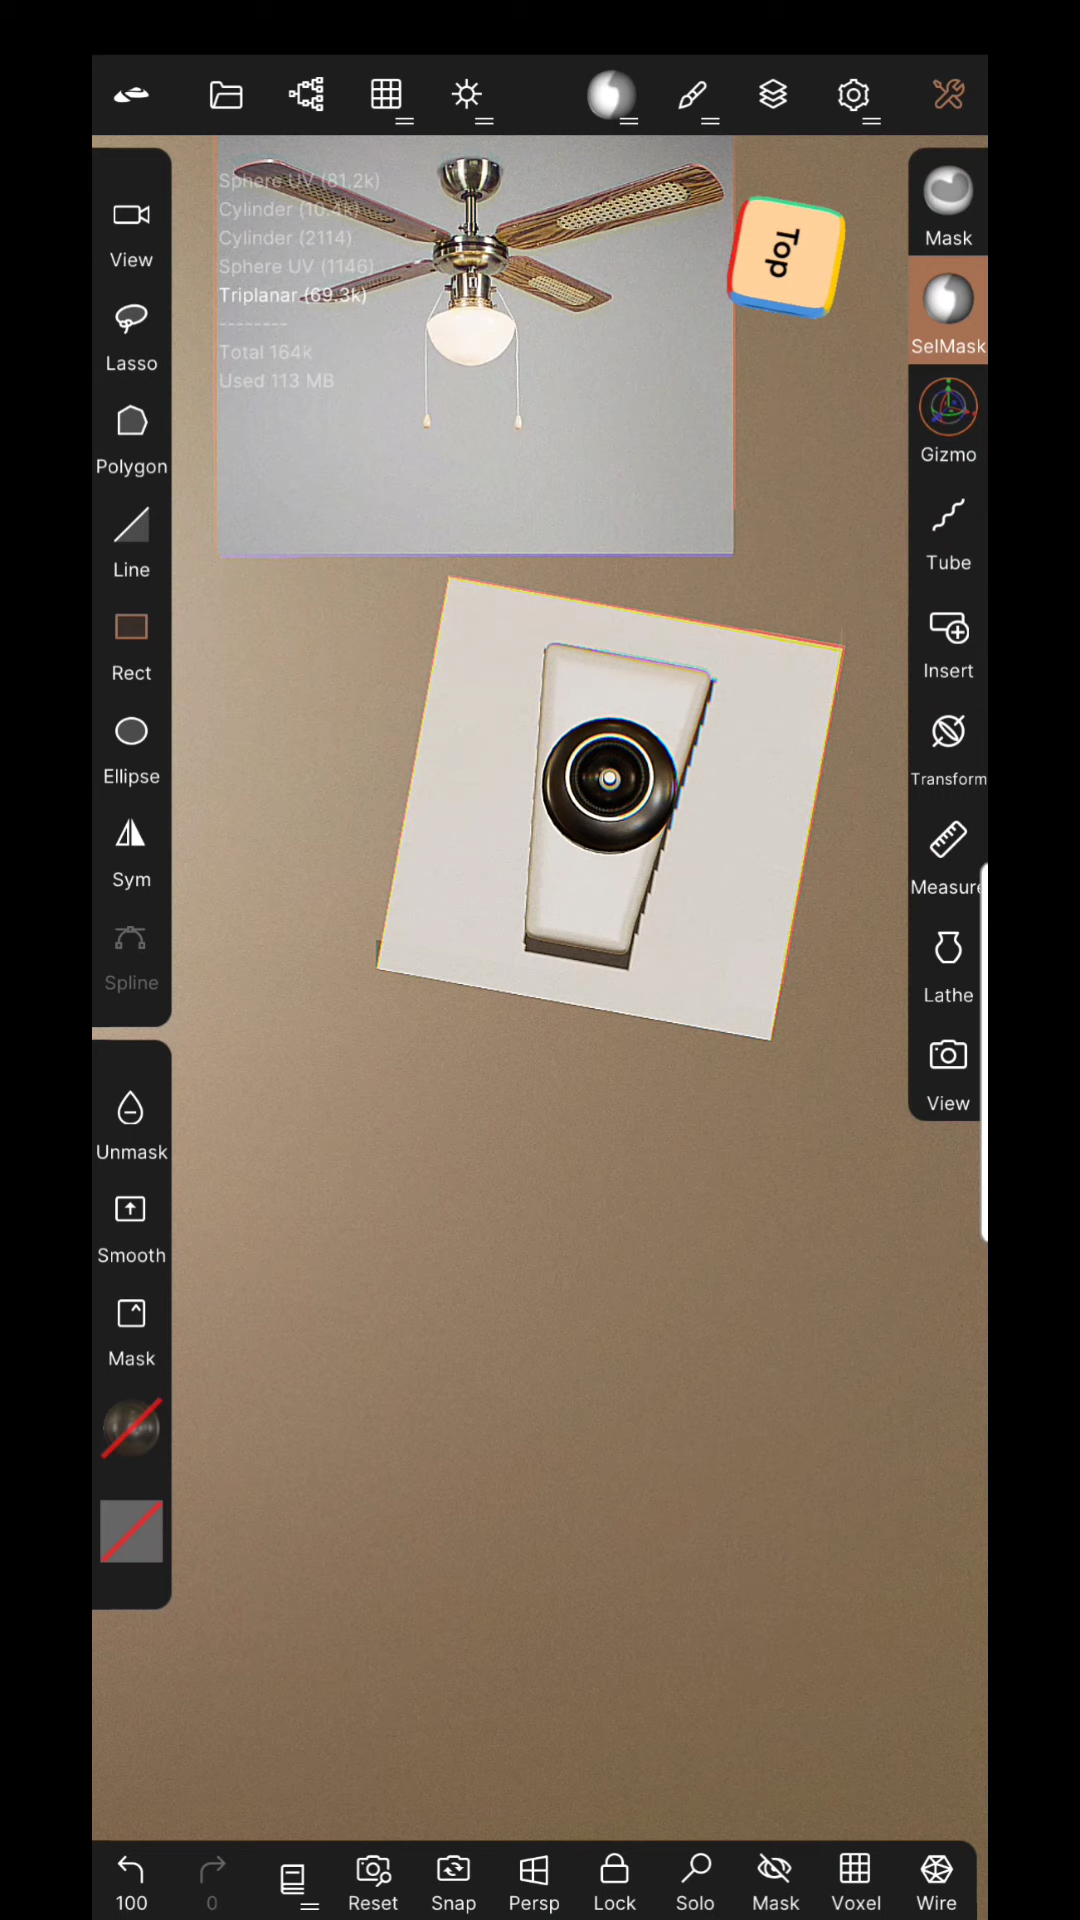 Sphere UV (81.2k)
Cylinder (10.4k)
Cylinder (2114)
Sphere UV (1146)
Triplanar (69.3k)
--------
Total 164k
Used 113 MB
Top
View
Lasso
Polygon
Line
Rect
Ellipse
Sym
Spline
Unmask
Smooth
Mask
Mask
SelMask
Gizmo
Tube
Insert
Transform
Measure
Lathe
View
100
0
Reset
Snap
Persp
Lock
Solo
Mask
Voxel
Wire